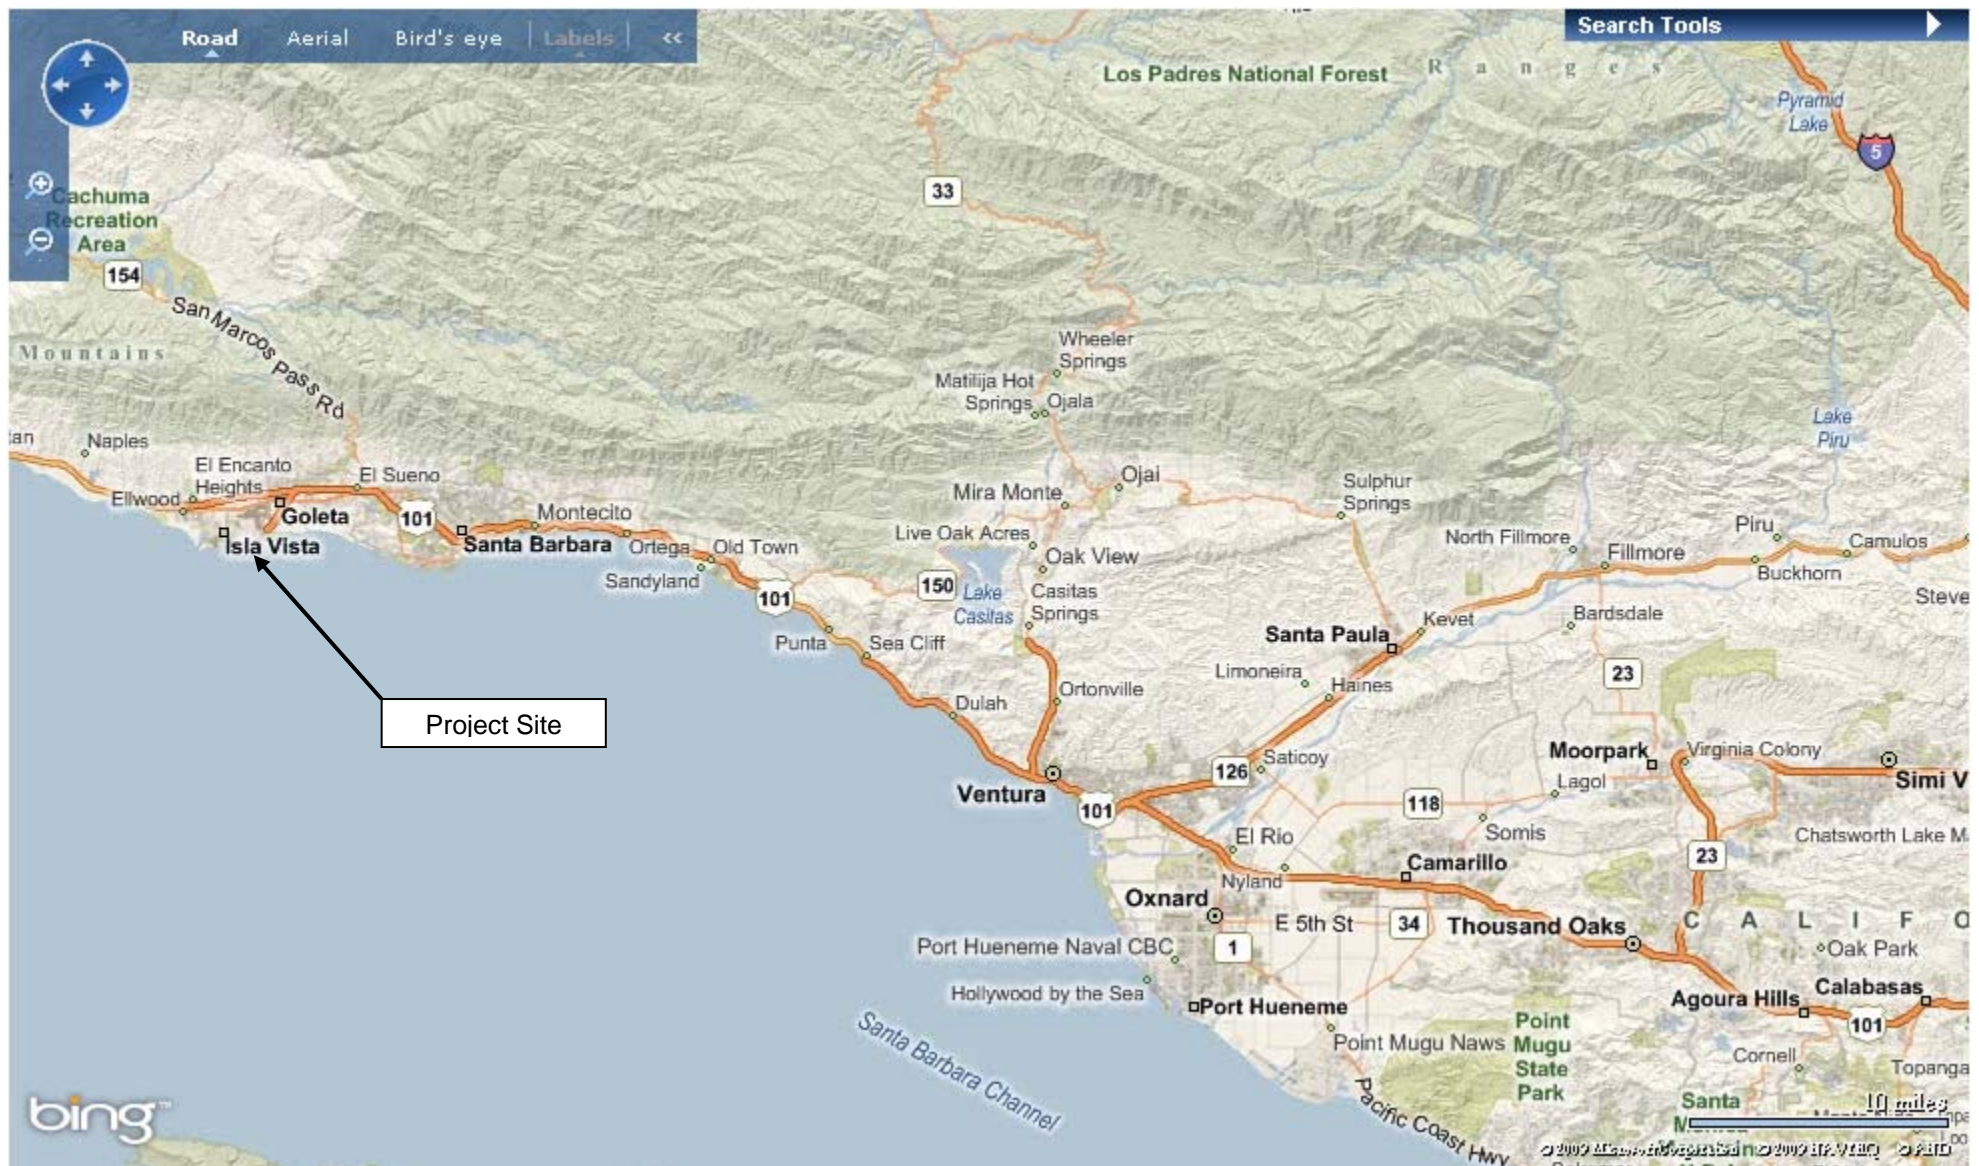 Road Aerial Bird's eye Labels <<
Search Tools
Los Padres National Forest
Ranges
Pyramid
Lake
5
33
Cachuma
Recreation
Area
154
San Marcos Pass Rd
Mountains
Wheeler
Springs
Matilija Hot
Springs
Ojala
Lake
Piru
Naples
El Encanto
Heights
El Sueno
Ellwood
Goleta
101
Isla Vista
Montecito
Santa Barbara
Ortega
Old Town
Sandyland
101
Mira Monte
Ojai
Sulphur
Springs
Live Oak Acres
Oak View
150
Lake
Casitas
Casitas
Springs
North Fillmore
Fillmore
Piru
Camulos
Buckhorn
Steve
Bardsdale
Kevet
Santa Paula
Punta
Sea Cliff
Limoneira
Haines
23
Dulah
Ortonville
Project Site
Saticoy
126
Moorpark
Virginia Colony
Lagol
Simi V
Ventura
101
118
Somis
Chatsworth Lake M
El Rio
23
Camarillo
Nyland
Oxnard
E 5th St
34
Thousand Oaks
CALIFO
1
Port Hueneme Naval CBC
Oak Park
Hollywood by the Sea
Port Hueneme
Agoura Hills
Calabasas
101
Santa Barbara Channel
Point Mugu Naws
Point
Mugu
State
Park
Cornell
Topanga
Pacific Coast Hwy
Santa
10 miles
bing™